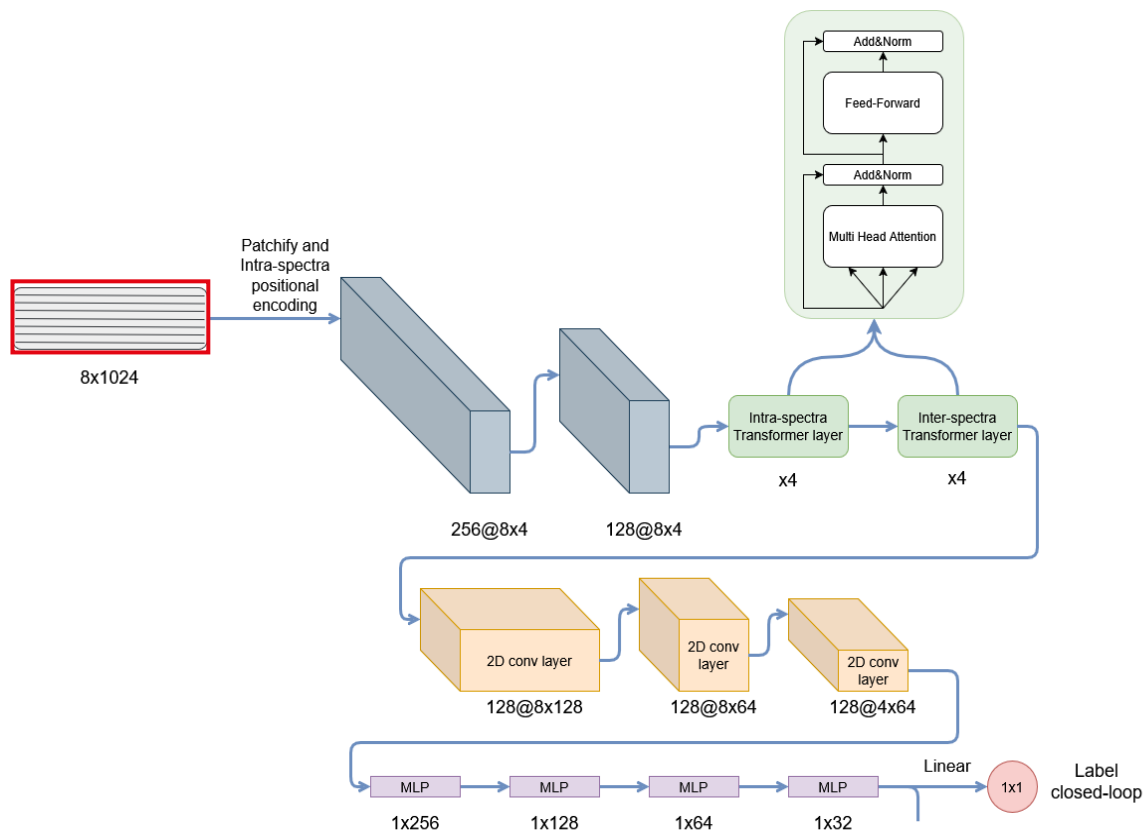 Add&Norm
Feed-Forward
Add&Norm
Multi Head Attention
Patchify and
Intra-spectra
positional
encoding
8x1024
256@8x4
128@8x4
Intra-spectra
Transformer layer
x4
Inter-spectra
Transformer layer
x4
2D conv layer
128@8x128
2D conv
layer
128@8x64
2D conv
layer
128@4x64
MLP
1x256
MLP
1x128
MLP
1x64
MLP
1x32
Linear
1x1
Label
closed-loop